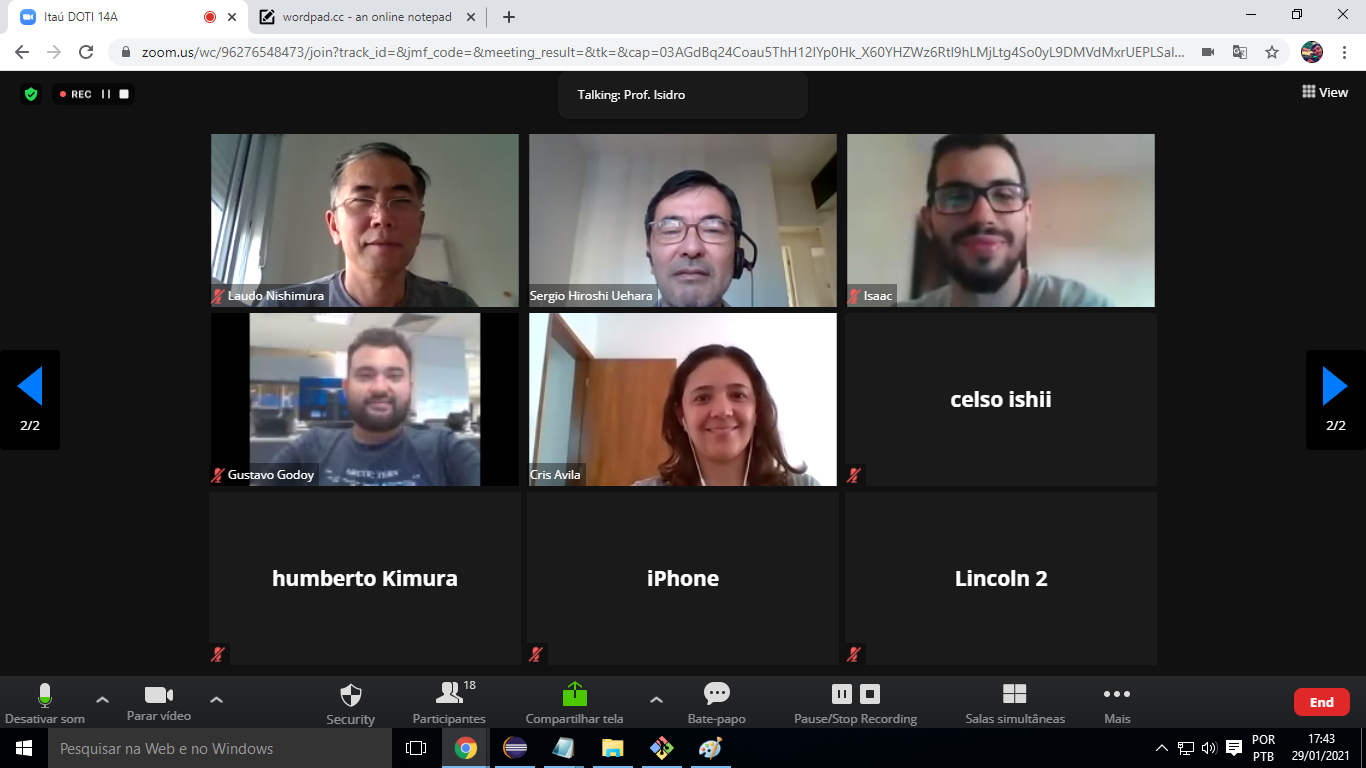 Itaú DOTI 14A
wordpad.cc - an online notepad
zoom.us/wc/96276548473/join?track_id=&jmf_code=&meeting_result=&tk=&cap=03AGdBq24Coau5ThH12IYp0Hk_X60YHZWz6Rtl9hLMjLtg4So0yL9DMVdMxrUEPLSal...
REC
Talking: Prof. Isidro
View
Laudo Nishimura
Sergio Hiroshi Uehara
Isaac
ARCTIC TERN
Gustavo Godoy
Cris Avila
celso ishii
2/2
2/2
humberto Kimura
iPhone
Lincoln 2
18
Desativar som
Parar vídeo
Security
Participantes
Compartilhar tela
Bate-papo
Pause/Stop Recording
Salas simultâneas
Mais
End
Pesquisar na Web e no Windows
POR
PTB
17:43
29/01/2021